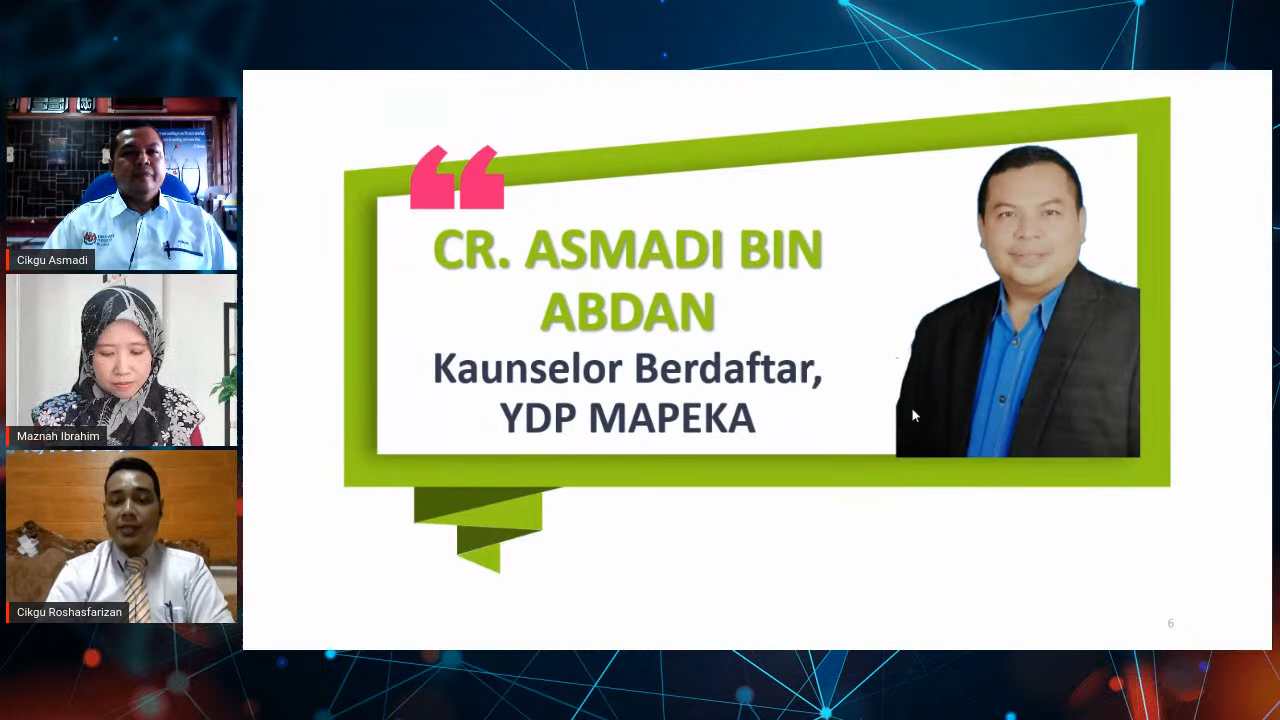 Cikgu Asmadi
Maznah Ibrahim
Cikgu Roshasfarizan
CR. ASMADI BIN
ABDAN
Kaunselor Berdaftar,
YDP MAPEKA
6